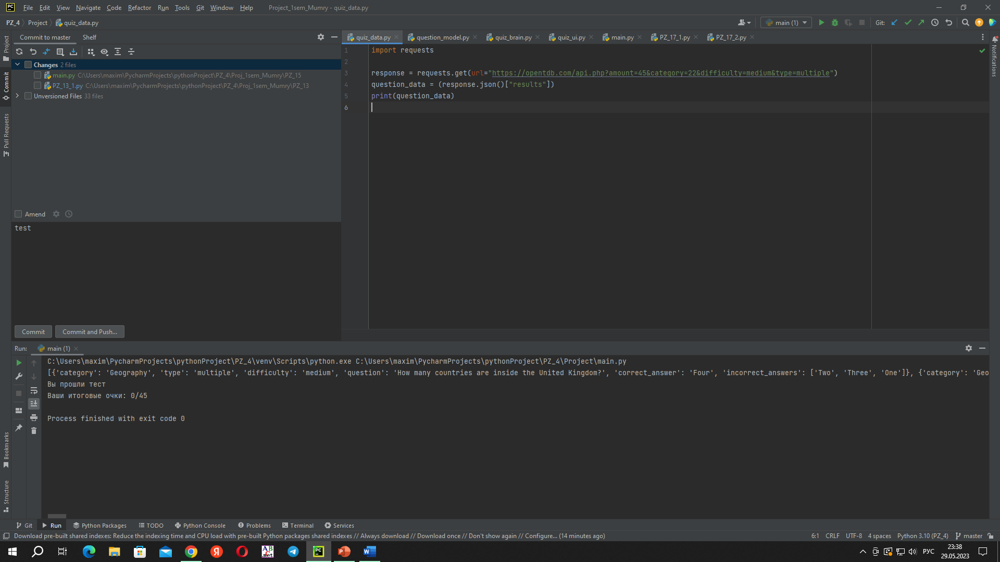 PC File Edit View Navigate Code Refactor Run Tools Git Window Help Project_1sem_Mumry - quiz_data.py
PZ_4 Project quiz_data.py main (1) Git:
Project
Commit
Pull Requests
Bookmarks
Structure
Notifications
Commit to master Shelf
Changes 2 files
main.py C:\Users\maxim\PycharmProjects\pythonProject\PZ_4\Proj_1sem_Mumry\PZ_15
PZ_13_1.py C:\Users\maxim\PycharmProjects\pythonProject\PZ_4\Proj_1sem_Mumry\PZ_13
Unversioned Files 33 files
Amend
test
Commit Commit and Push...
quiz_data.py question_model.py quiz_brain.py quiz_ui.py main.py PZ_17_1.py PZ_17_2.py
1 import requests
2
3 response = requests.get(url="https://opentdb.com/api.php?amount=45&category=22&difficulty=medium&type=multiple")
4 question_data = (response.json()["results"])
5 print(question_data)
6
Run: main (1)
C:\Users\maxim\PycharmProjects\pythonProject\PZ_4\venv\Scripts\python.exe C:\Users\maxim\PycharmProjects\pythonProject\PZ_4\Project\main.py
[{'category': 'Geography', 'type': 'multiple', 'difficulty': 'medium', 'question': 'How many countries are inside the United Kingdom?', 'correct_answer': 'Four', 'incorrect_answers': ['Two', 'Three', 'One']}, {'category': 'Geo
Вы прошли тест
Ваши итоговые очки: 0/45
Process finished with exit code 0
Git Run Python Packages TODO Python Console Problems Terminal Services
Download pre-built shared indexes: Reduce the indexing time and CPU load with pre-built Python packages shared indexes // Always download // Download once // Don't show again // Configure... (14 minutes ago) 6:1 CRLF UTF-8 4 spaces Python 3.10 (PZ_4) master
Я AB C .net PC P W РУС 23:38
29.05.2023